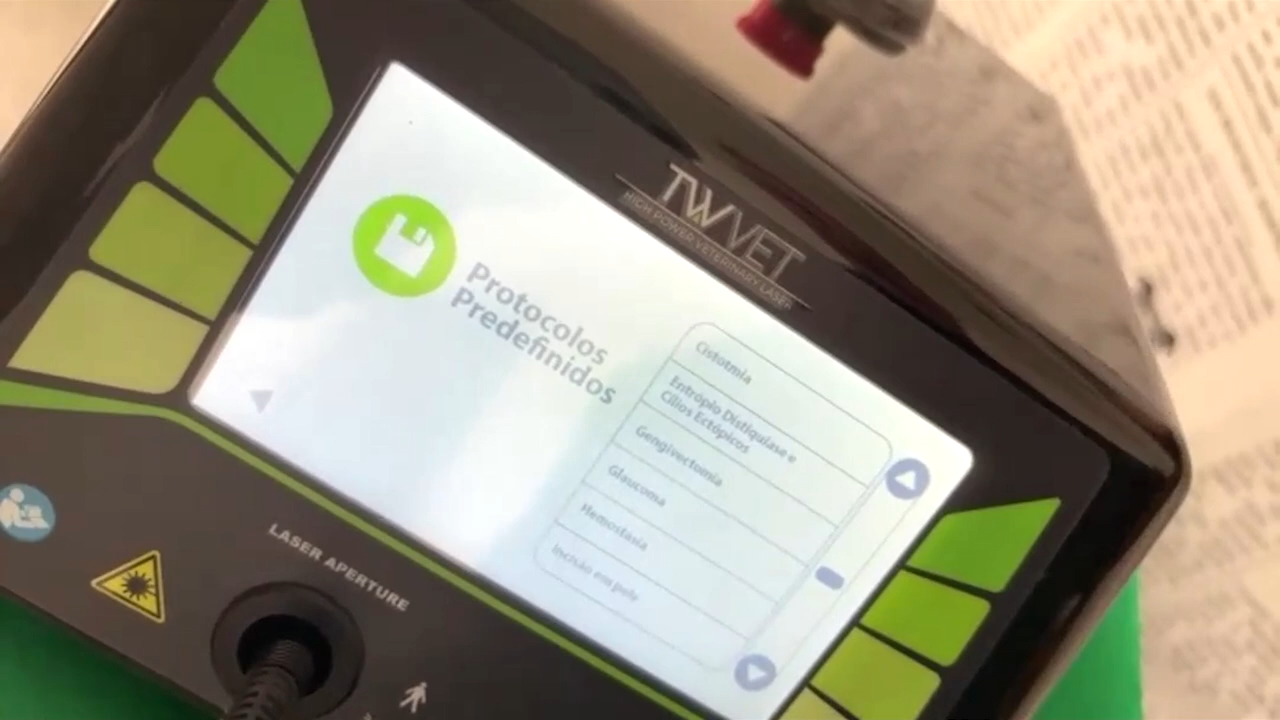 TWVET
HIGH POWER VETERINARY LASER
Protocolos
Predefinidos
Cistotmia
Entrópio Distiquiase e
Cílios Ectópicos
Gengivectomia
Glaucoma
Hemostasia
Incisão em pele
LASER APERTURE